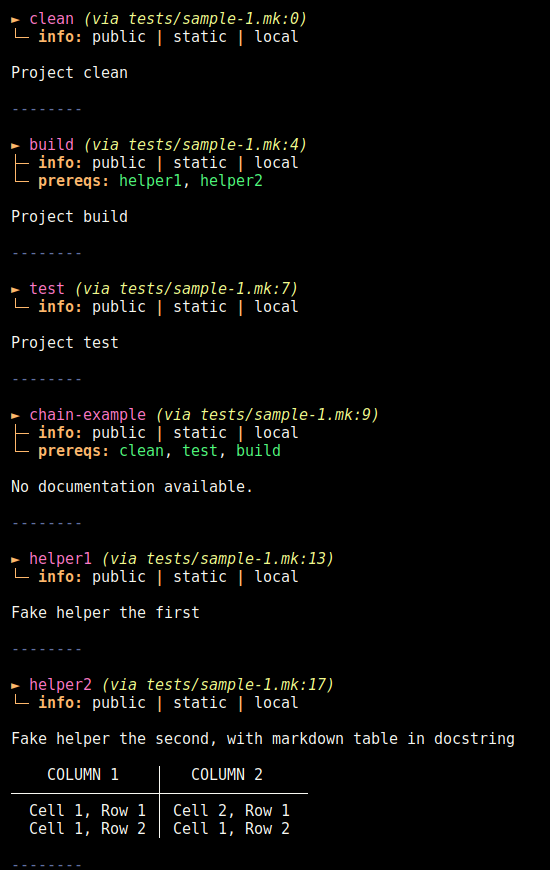 ► clean (via tests/sample-1.mk:0)
└─ info: public | static | local
Project clean
--------
► build (via tests/sample-1.mk:4)
├─ info: public | static | local
└─ prereqs: helper1, helper2
Project build
--------
► test (via tests/sample-1.mk:7)
└─ info: public | static | local
Project test
--------
► chain-example (via tests/sample-1.mk:9)
├─ info: public | static | local
└─ prereqs: clean, test, build
No documentation available.
--------
► helper1 (via tests/sample-1.mk:13)
└─ info: public | static | local
Fake helper the first
--------
► helper2 (via tests/sample-1.mk:17)
└─ info: public | static | local
Fake helper the second, with markdown table in docstring
COLUMN 1 │ COLUMN 2
Cell 1, Row 1 │ Cell 2, Row 1
Cell 1, Row 2 │ Cell 1, Row 2
--------